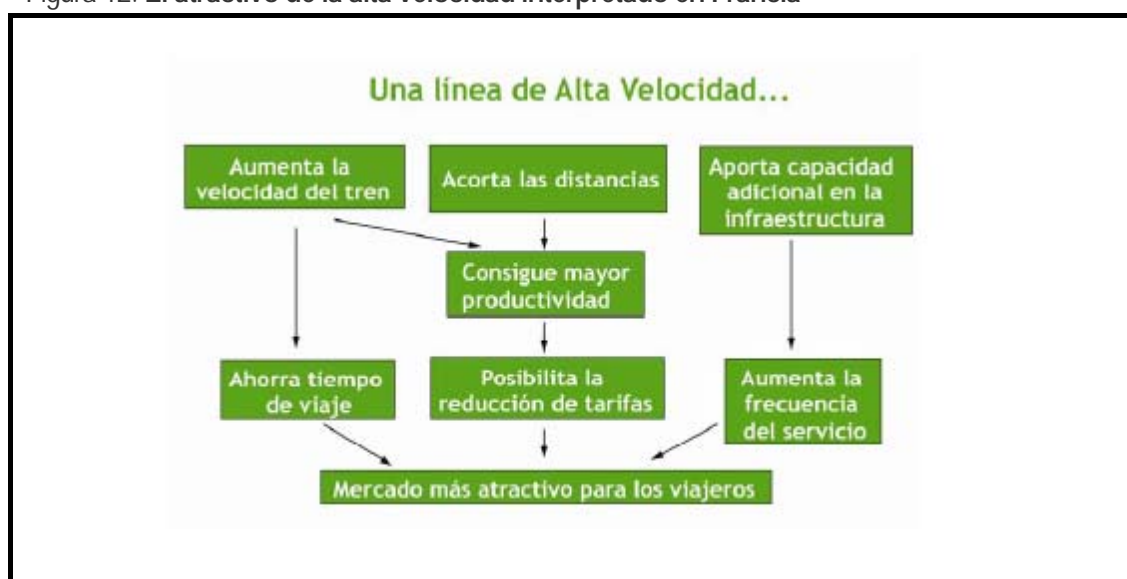 Figura 12. El atractivo de la alta velocidad interpretado en Francia
Una línea de Alta Velocidad...
Aumenta la
velocidad del tren
Acorta las distancias
Aporta capacidad
adicional en la
infraestructura
Consigue mayor
productividad
Ahorra tiempo
de viaje
Posibilita la
reducción de tarifas
Aumenta la
frecuencia
del servicio
Mercado más atractivo para los viajeros